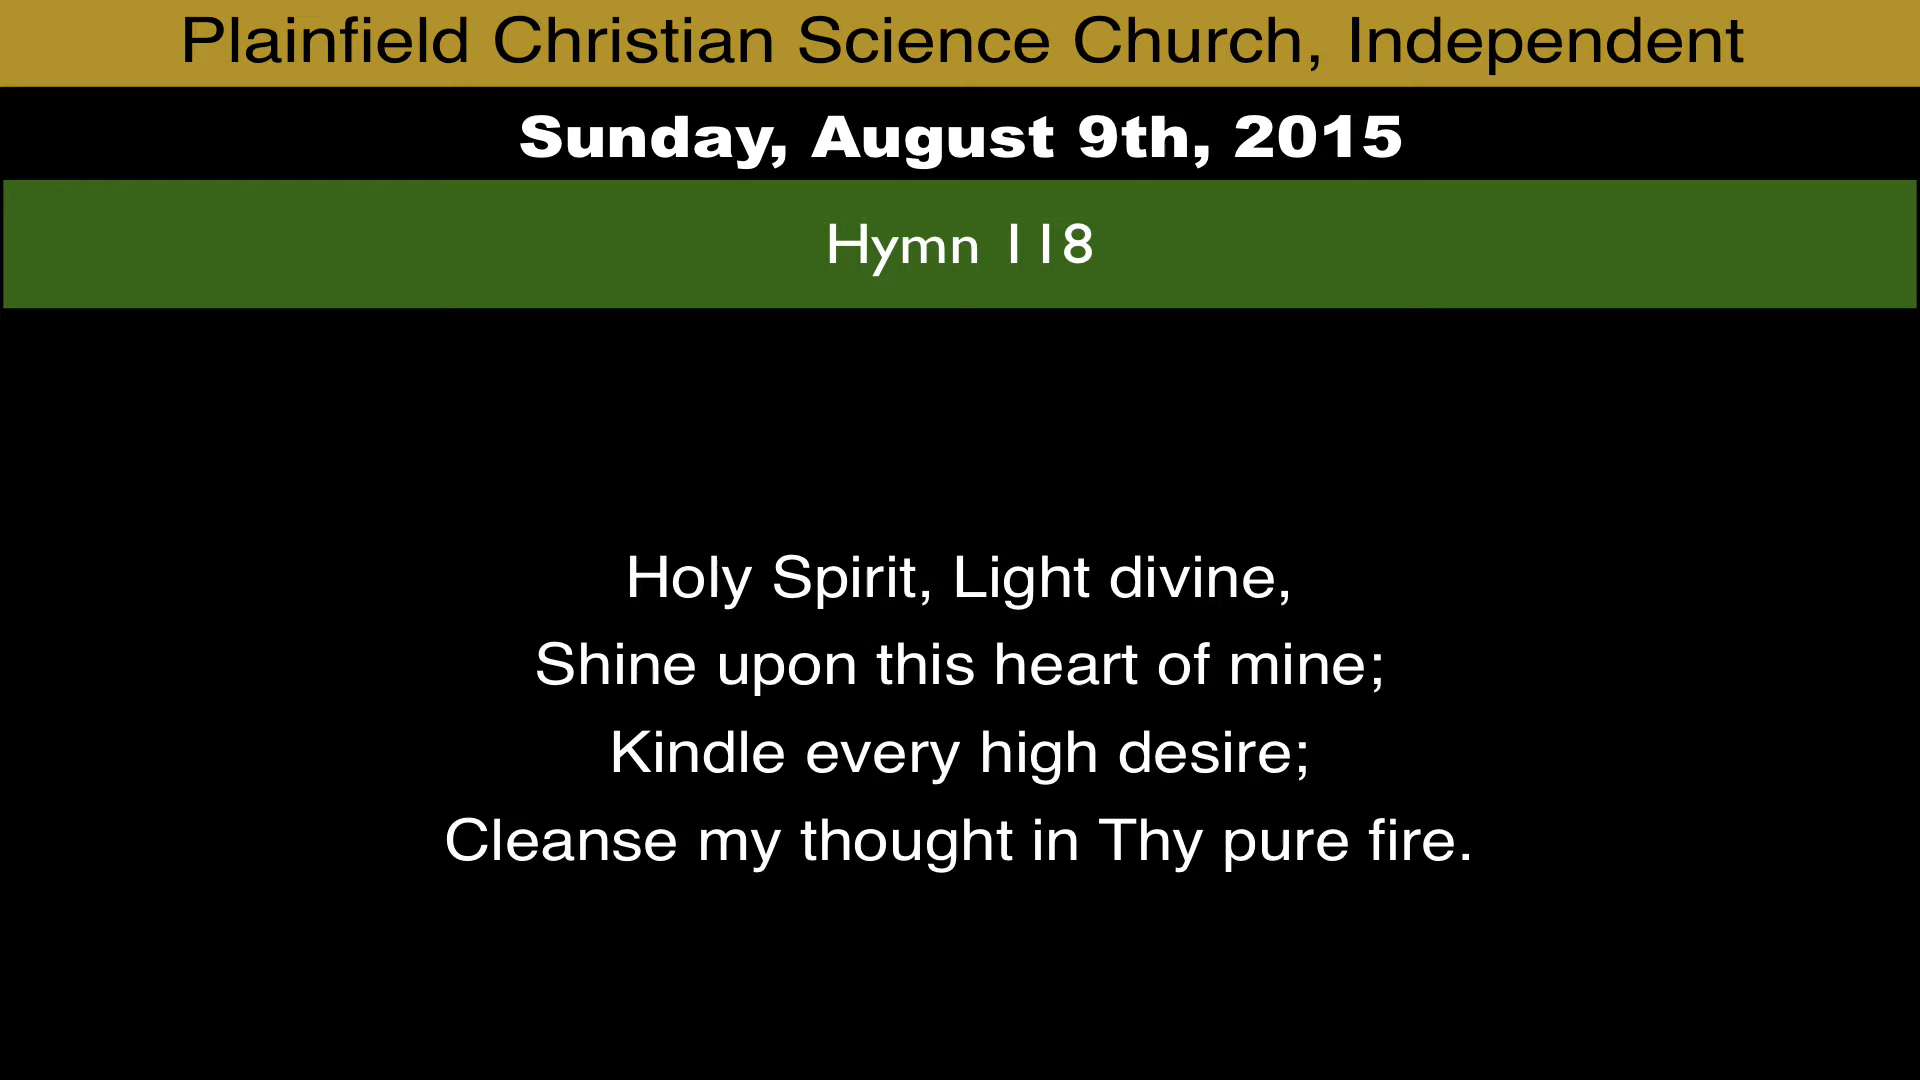 Plainfield Christian Science Church, Independent
Sunday, August 9th, 2015
Hymn 118
Holy Spirit, Light divine,
Shine upon this heart of mine;
Kindle every high desire;
Cleanse my thought in Thy pure fire.